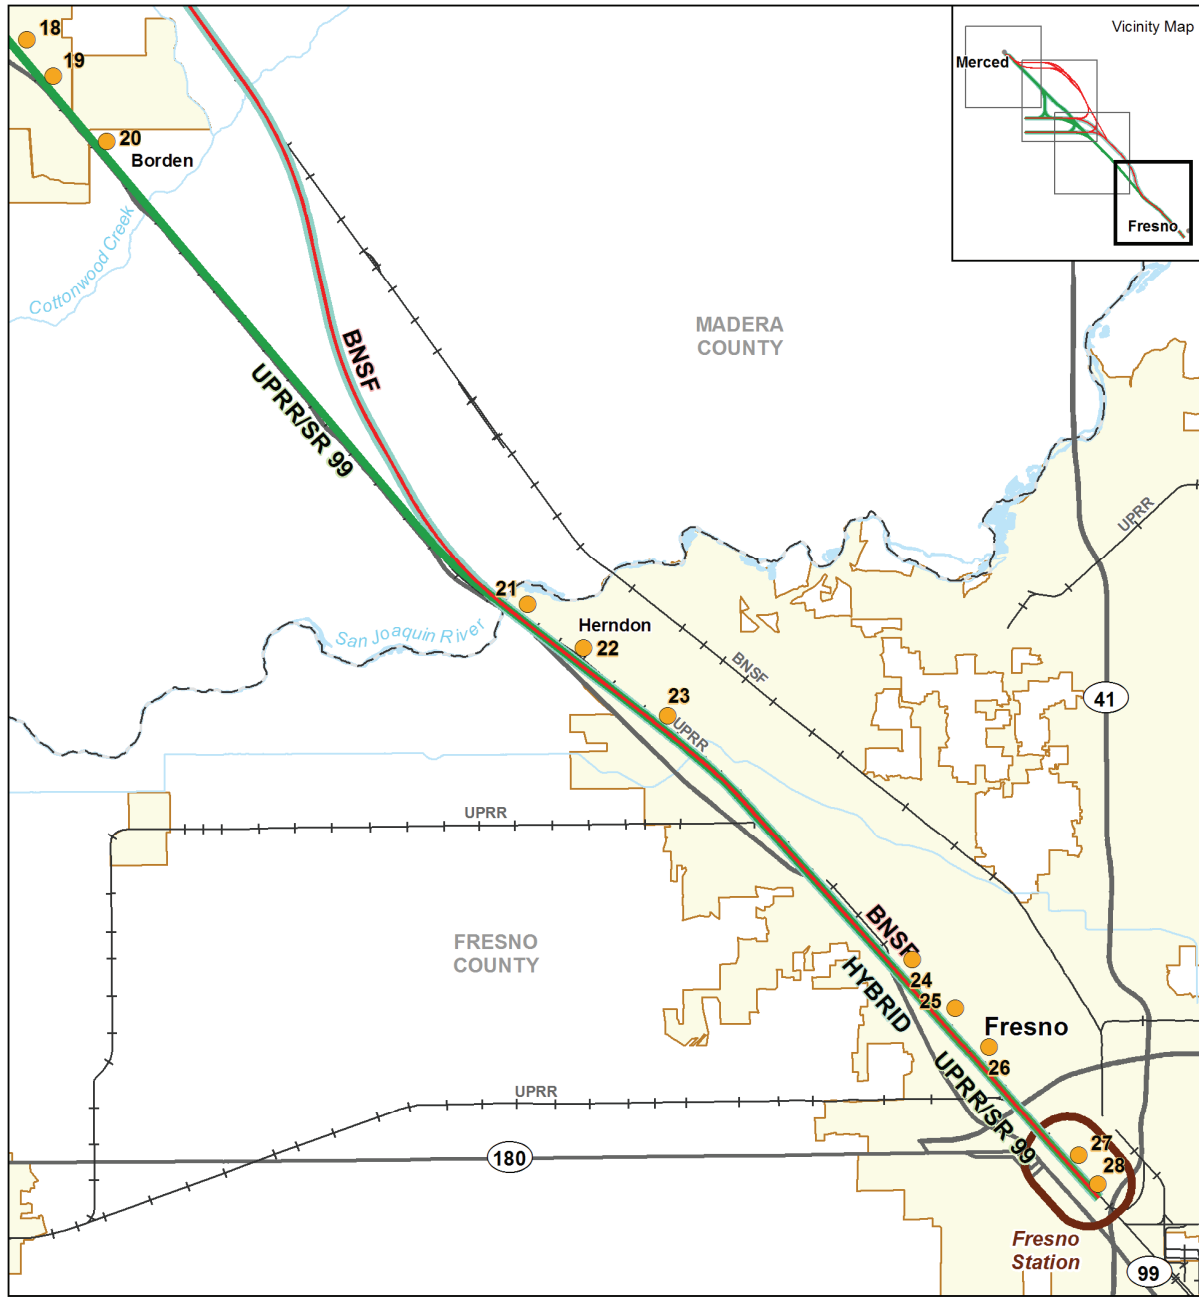 18
19
20
Borden
Vicinity Map
Merced
Fresno
Cottonwood Creek
MADERA
COUNTY
BNSF
UPRR/SR 99
UPRR
21
San Joaquin River
Herndon
22
BNSF
41
23
UPRR
UPRR
BNSF
FRESNO
COUNTY
HYBRID
24
25
Fresno
26
UPRR
UPRR/SR 99
27
28
180
Fresno
Station
99